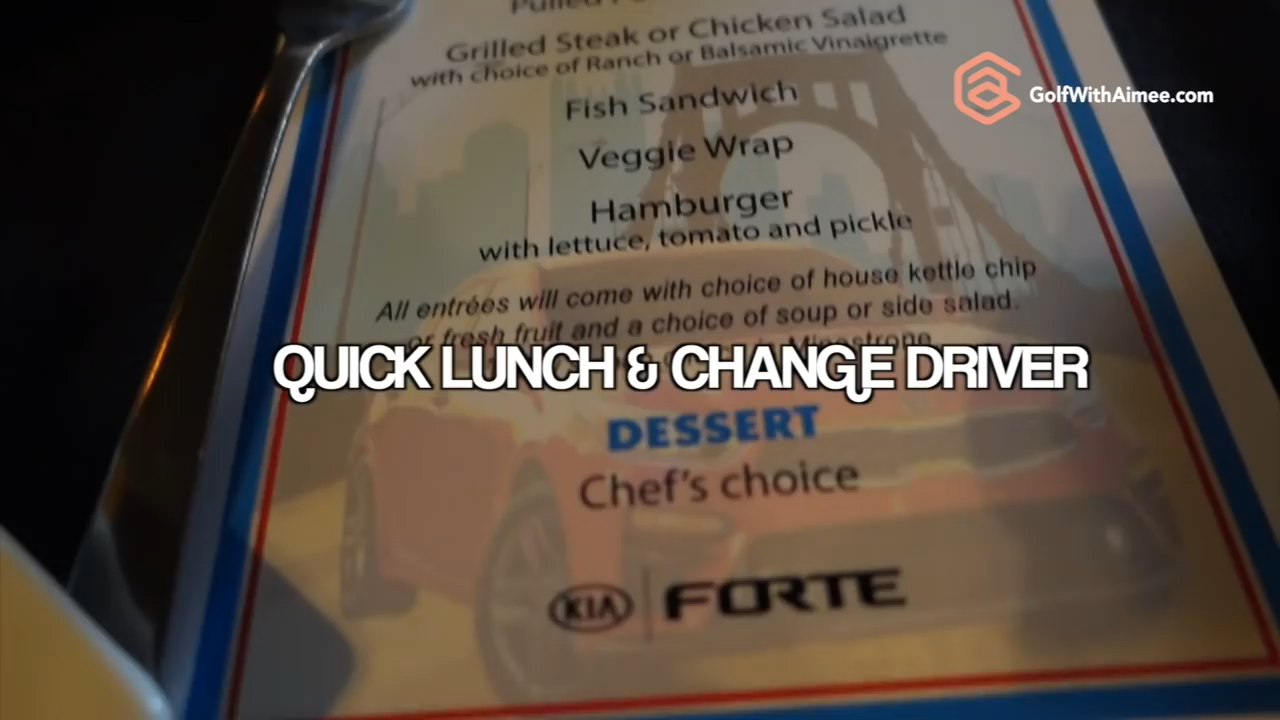 Pulled
Grilled Steak or Chicken Salad
with choice of Ranch or Balsamic Vinaigrette
GolfWithAimee.com
Fish Sandwich
Veggie Wrap
Hamburger
with lettuce, tomato and pickle
All entrées will come with choice of house kettle chip
or fresh fruit and a choice of soup or side salad.
Minestrone
QUICK LUNCH & CHANGE DRIVER
DESSERT
Chef's choice
KIA FORTE